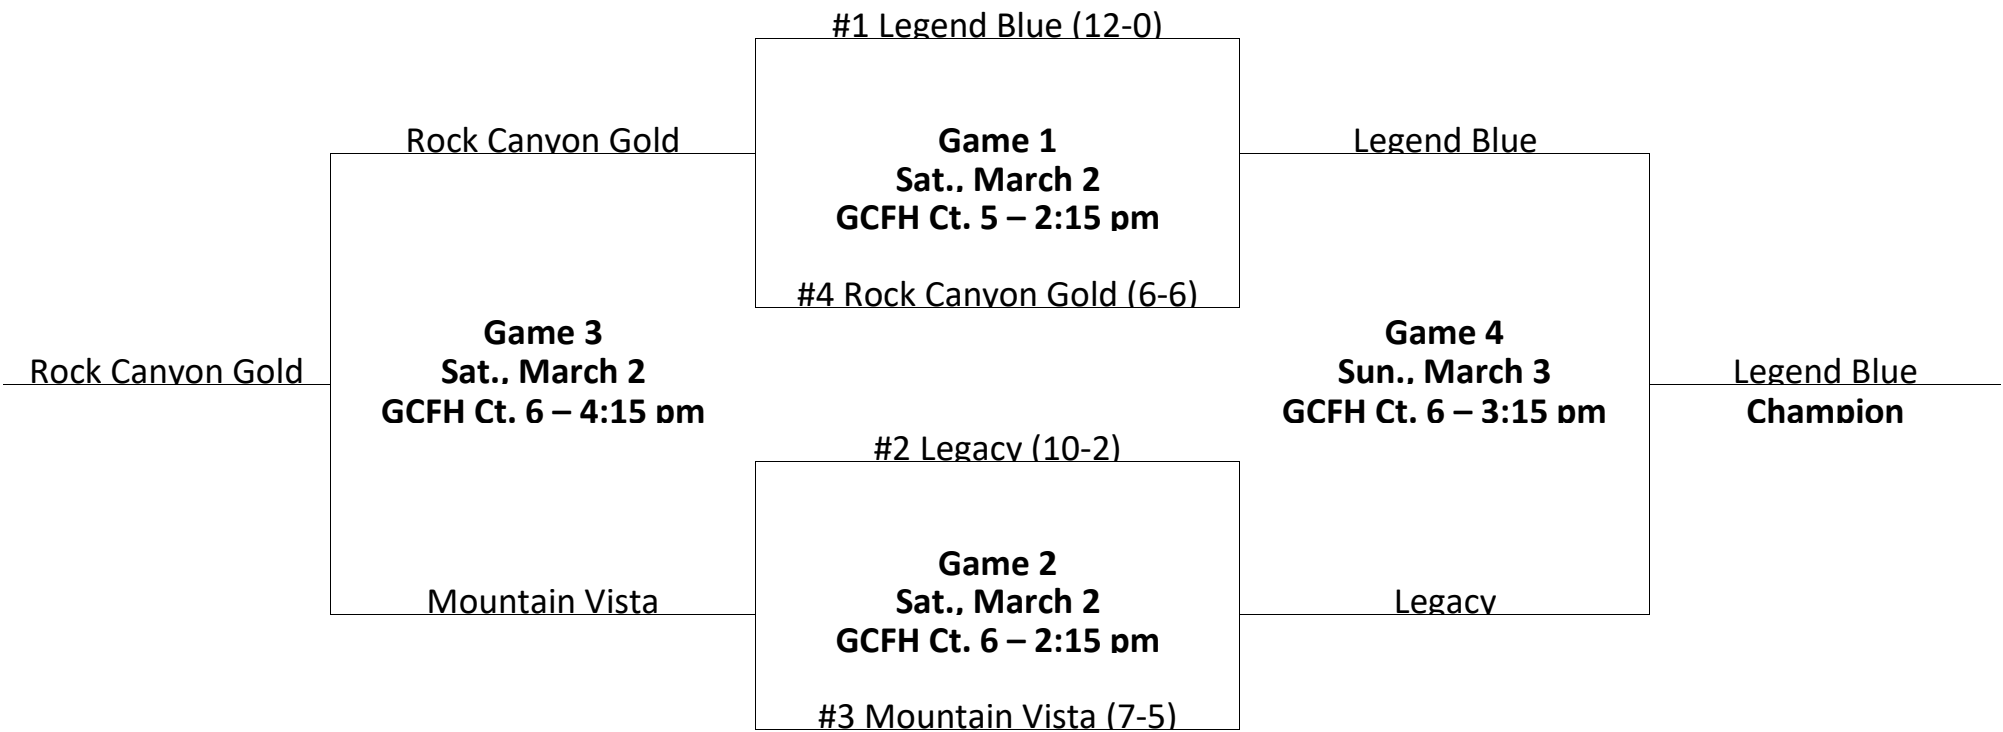 #1 Legend Blue (12-0)
Rock Canyon Gold
Game 1
Legend Blue
Sat., March 2
GCFH Ct. 5 – 2:15 pm
#4 Rock Canyon Gold (6-6)
Game 3
Game 4
Rock Canyon Gold
Sat., March 2
Sun., March 3
Legend Blue
GCFH Ct. 6 – 4:15 pm
GCFH Ct. 6 – 3:15 pm
Champion
#2 Legacy (10-2)
Game 2
Mountain Vista
Sat., March 2
Legacy
GCFH Ct. 6 – 2:15 pm
#3 Mountain Vista (7-5)